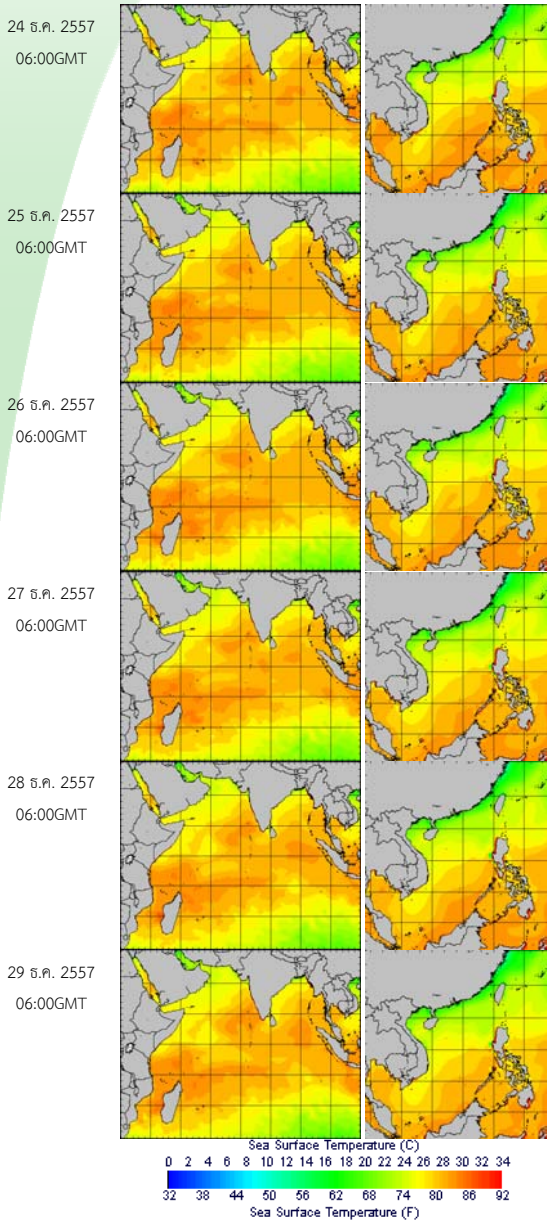 24 ธ.ค. 2557
06:00GMT
25 ธ.ค. 2557
06:00GMT
26 ธ.ค. 2557
06:00GMT
27 ธ.ค. 2557
06:00GMT
28 ธ.ค. 2557
06:00GMT
29 ธ.ค. 2557
06:00GMT
Sea Surface Temperature (C)
0 2 4 6 8 10 12 14 16 18 20 22 24 26 28 30 32 34
32 38 44 50 56 62 68 74 80 86 92
Sea Surface Temperature (F)